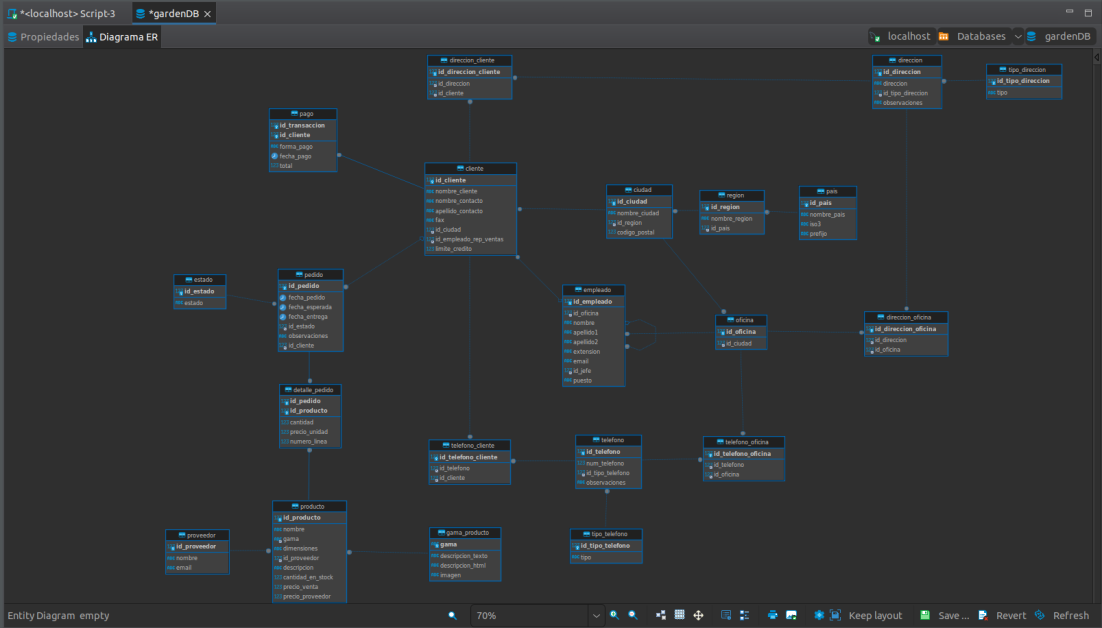 *<localhost> Script-3
*gardenDB
Propiedades
Diagrama ER
localhost
Databases
gardenDB
direccion_cliente
id_direccion_cliente
id_direccion
id_cliente
direccion
id_direccion
direccion
id_tipo_direccion
observaciones
tipo_direccion
id_tipo_direccion
tipo
pago
id_transaccion
id_cliente
forma_pago
fecha_pago
total
cliente
id_cliente
nombre_cliente
nombre_contacto
apellido_contacto
fax
id_ciudad
id_empleado_rep_ventas
limite_credito
ciudad
id_ciudad
nombre_ciudad
id_region
codigo_postal
region
id_region
nombre_region
id_pais
pais
id_pais
nombre_pais
iso3
prefijo
estado
id_estado
estado
pedido
id_pedido
fecha_pedido
fecha_esperada
fecha_entrega
id_estado
observaciones
id_cliente
empleado
id_empleado
id_oficina
nombre
apellido1
apellido2
extension
email
id_jefe
puesto
oficina
id_oficina
id_ciudad
direccion_oficina
id_direccion_oficina
id_direccion
id_oficina
detalle_pedido
id_pedido
id_producto
cantidad
precio_unidad
numero_linea
telefono_cliente
id_telefono_cliente
id_telefono
id_cliente
telefono
id_telefono
num_telefono
id_tipo_telefono
observaciones
telefono_oficina
id_telefono_oficina
id_telefono
id_oficina
proveedor
id_proveedor
nombre
email
producto
id_producto
nombre
gama
dimensiones
id_proveedor
descripcion
cantidad_en_stock
precio_venta
precio_proveedor
gama_producto
gama
descripcion_texto
descripcion_html
imagen
tipo_telefono
id_tipo_telefono
tipo
Entity Diagram empty
70%
Keep layout
Save ...
Revert
Refresh